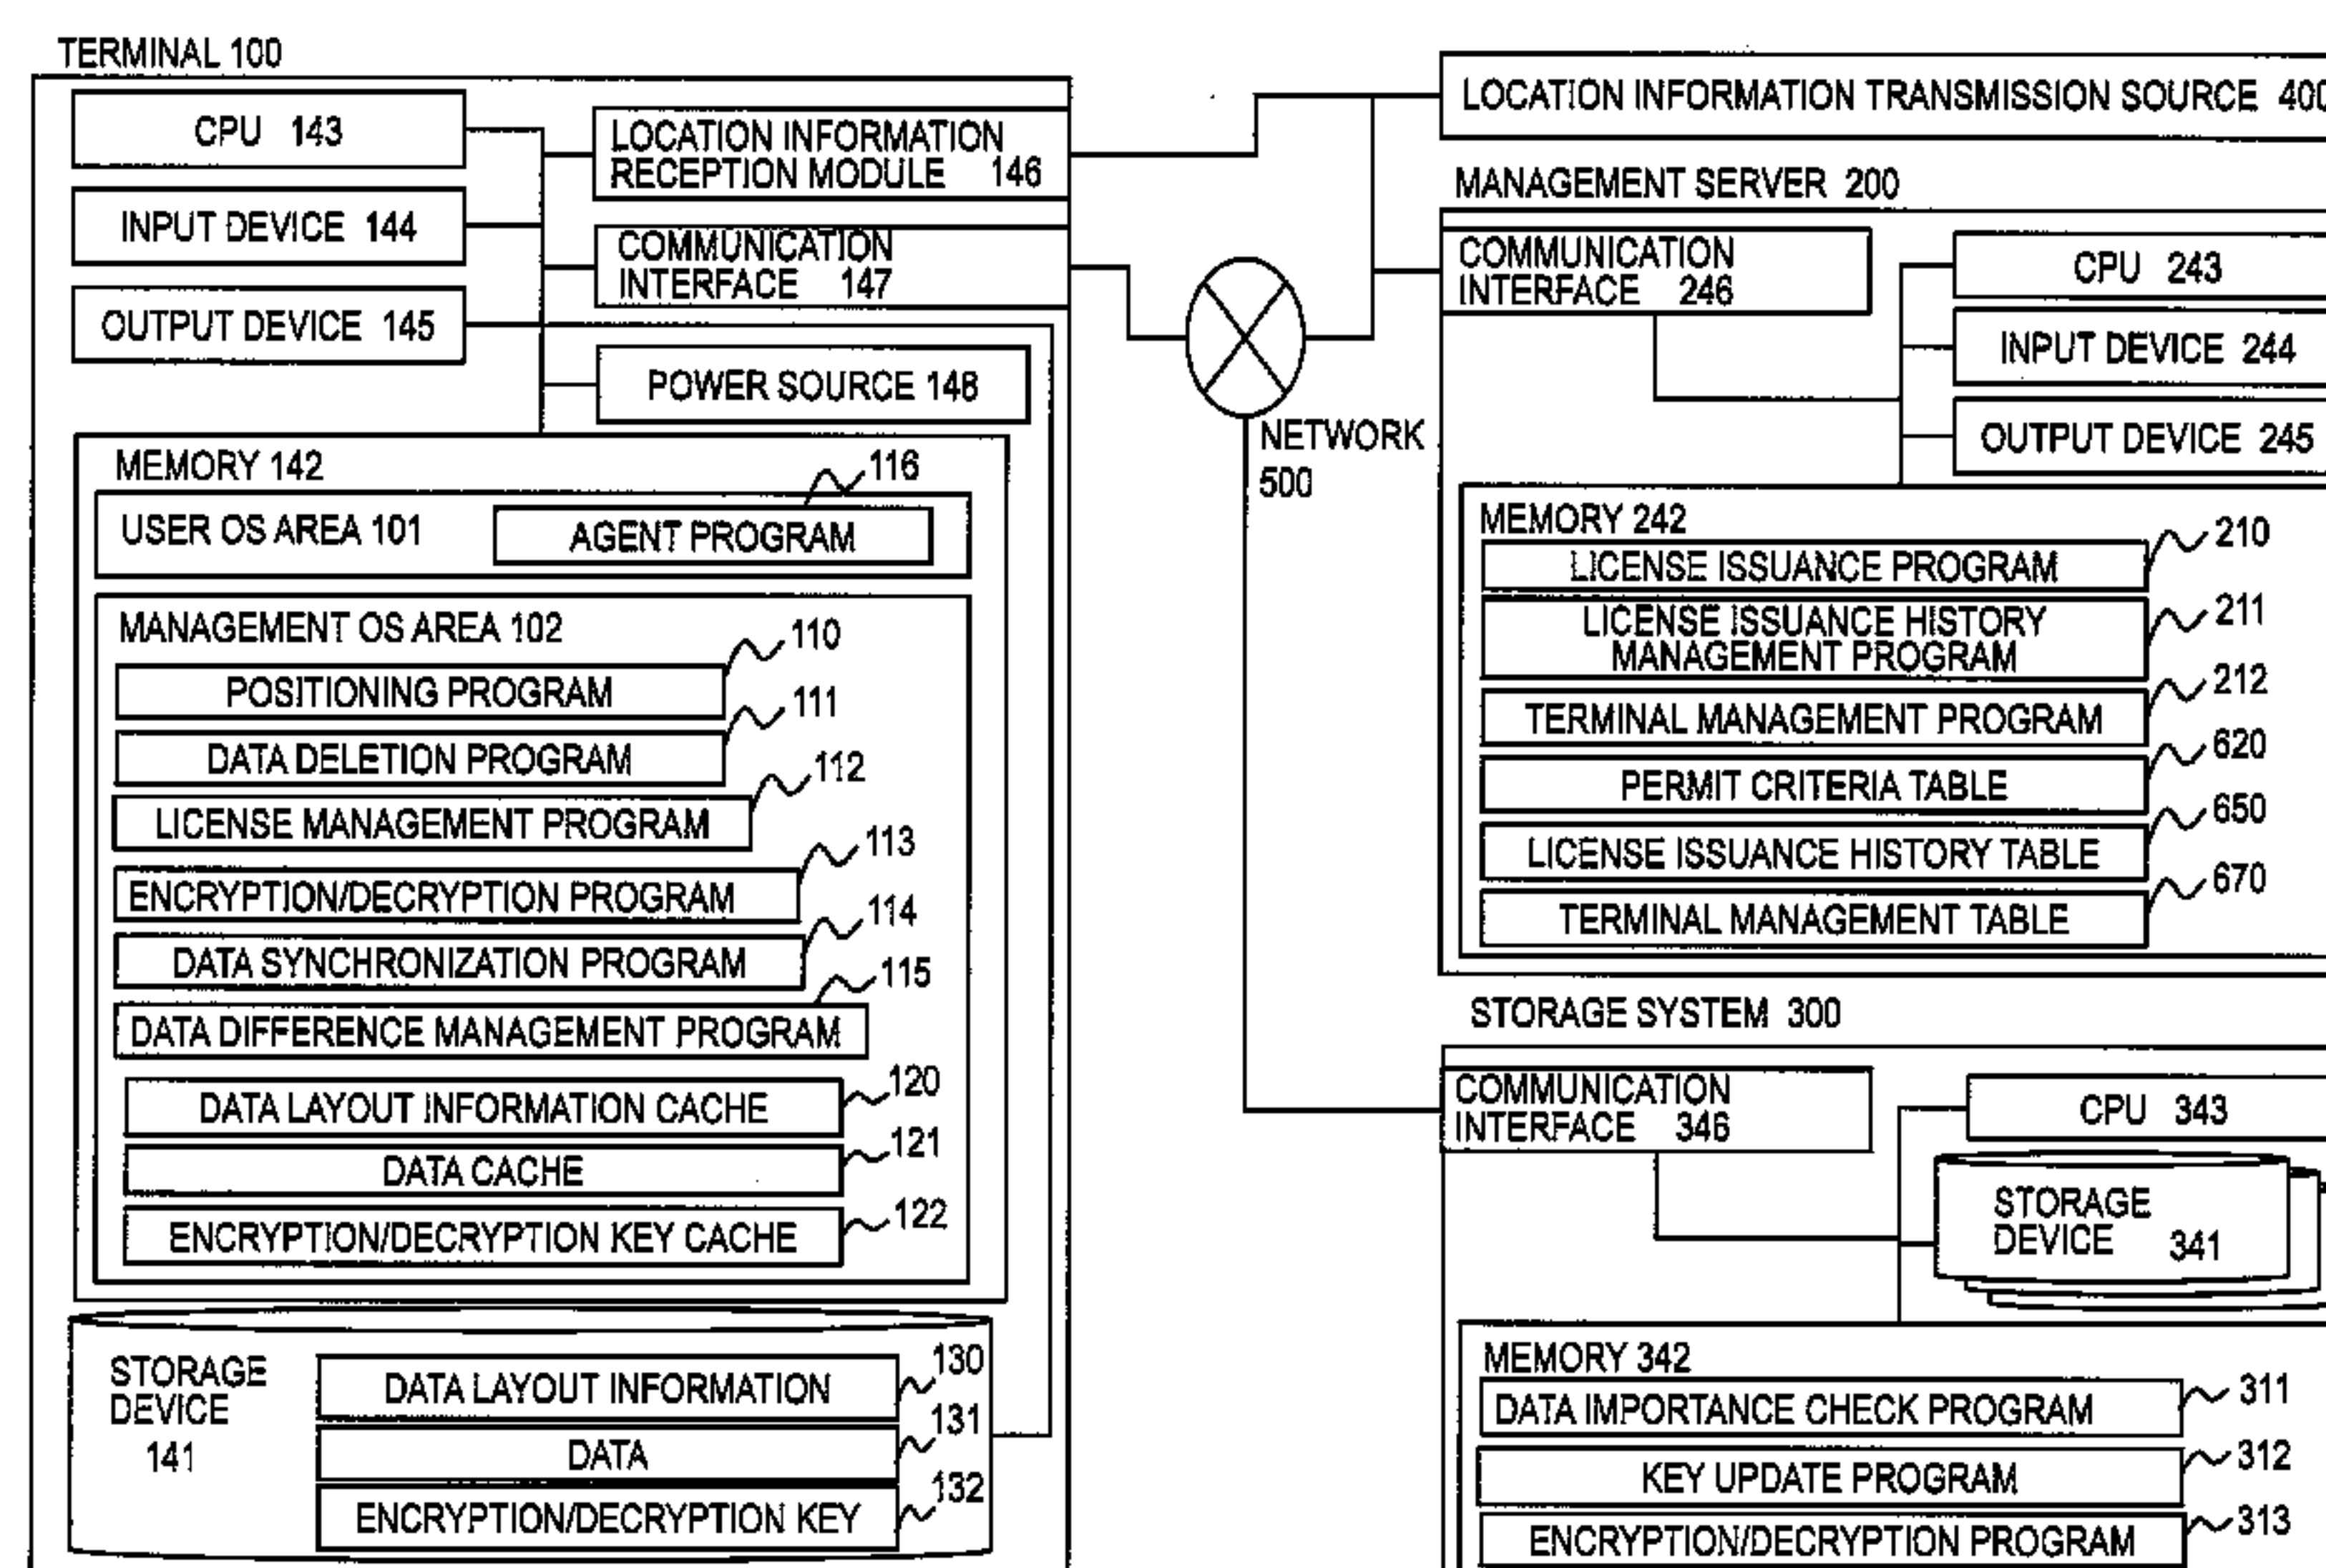 TERMINAL 100
CPU 143
INPUT DEVICE 144
OUTPUT DEVICE 145
LOCATION INFORMATION
RECEPTION MODULE 146
COMMUNICATION
INTERFACE 147
POWER SOURCE 148
MEMORY 142
116
USER OS AREA 101
AGENT PROGRAM
MANAGEMENT OS AREA 102
110
POSITIONING PROGRAM
111
DATA DELETION PROGRAM
112
LICENSE MANAGEMENT PROGRAM
113
ENCRYPTION/DECRYPTION PROGRAM
114
DATA SYNCHRONIZATION PROGRAM
115
DATA DIFFERENCE MANAGEMENT PROGRAM
120
DATA LAYOUT INFORMATION CACHE
121
DATA CACHE
122
ENCRYPTION/DECRYPTION KEY CACHE
STORAGE
DEVICE
141
130
DATA LAYOUT INFORMATION
131
DATA
132
ENCRYPTION/DECRYPTION KEY
NETWORK
500
LOCATION INFORMATION TRANSMISSION SOURCE 400
MANAGEMENT SERVER 200
COMMUNICATION
INTERFACE 246
CPU 243
INPUT DEVICE 244
OUTPUT DEVICE 245
MEMORY 242
210
LICENSE ISSUANCE PROGRAM
211
LICENSE ISSUANCE HISTORY
MANAGEMENT PROGRAM
212
TERMINAL MANAGEMENT PROGRAM
620
PERMIT CRITERIA TABLE
650
LICENSE ISSUANCE HISTORY TABLE
670
TERMINAL MANAGEMENT TABLE
STORAGE SYSTEM 300
COMMUNICATION
INTERFACE 346
CPU 343
STORAGE
DEVICE 341
MEMORY 342
311
DATA IMPORTANCE CHECK PROGRAM
312
KEY UPDATE PROGRAM
313
ENCRYPTION/DECRYPTION PROGRAM